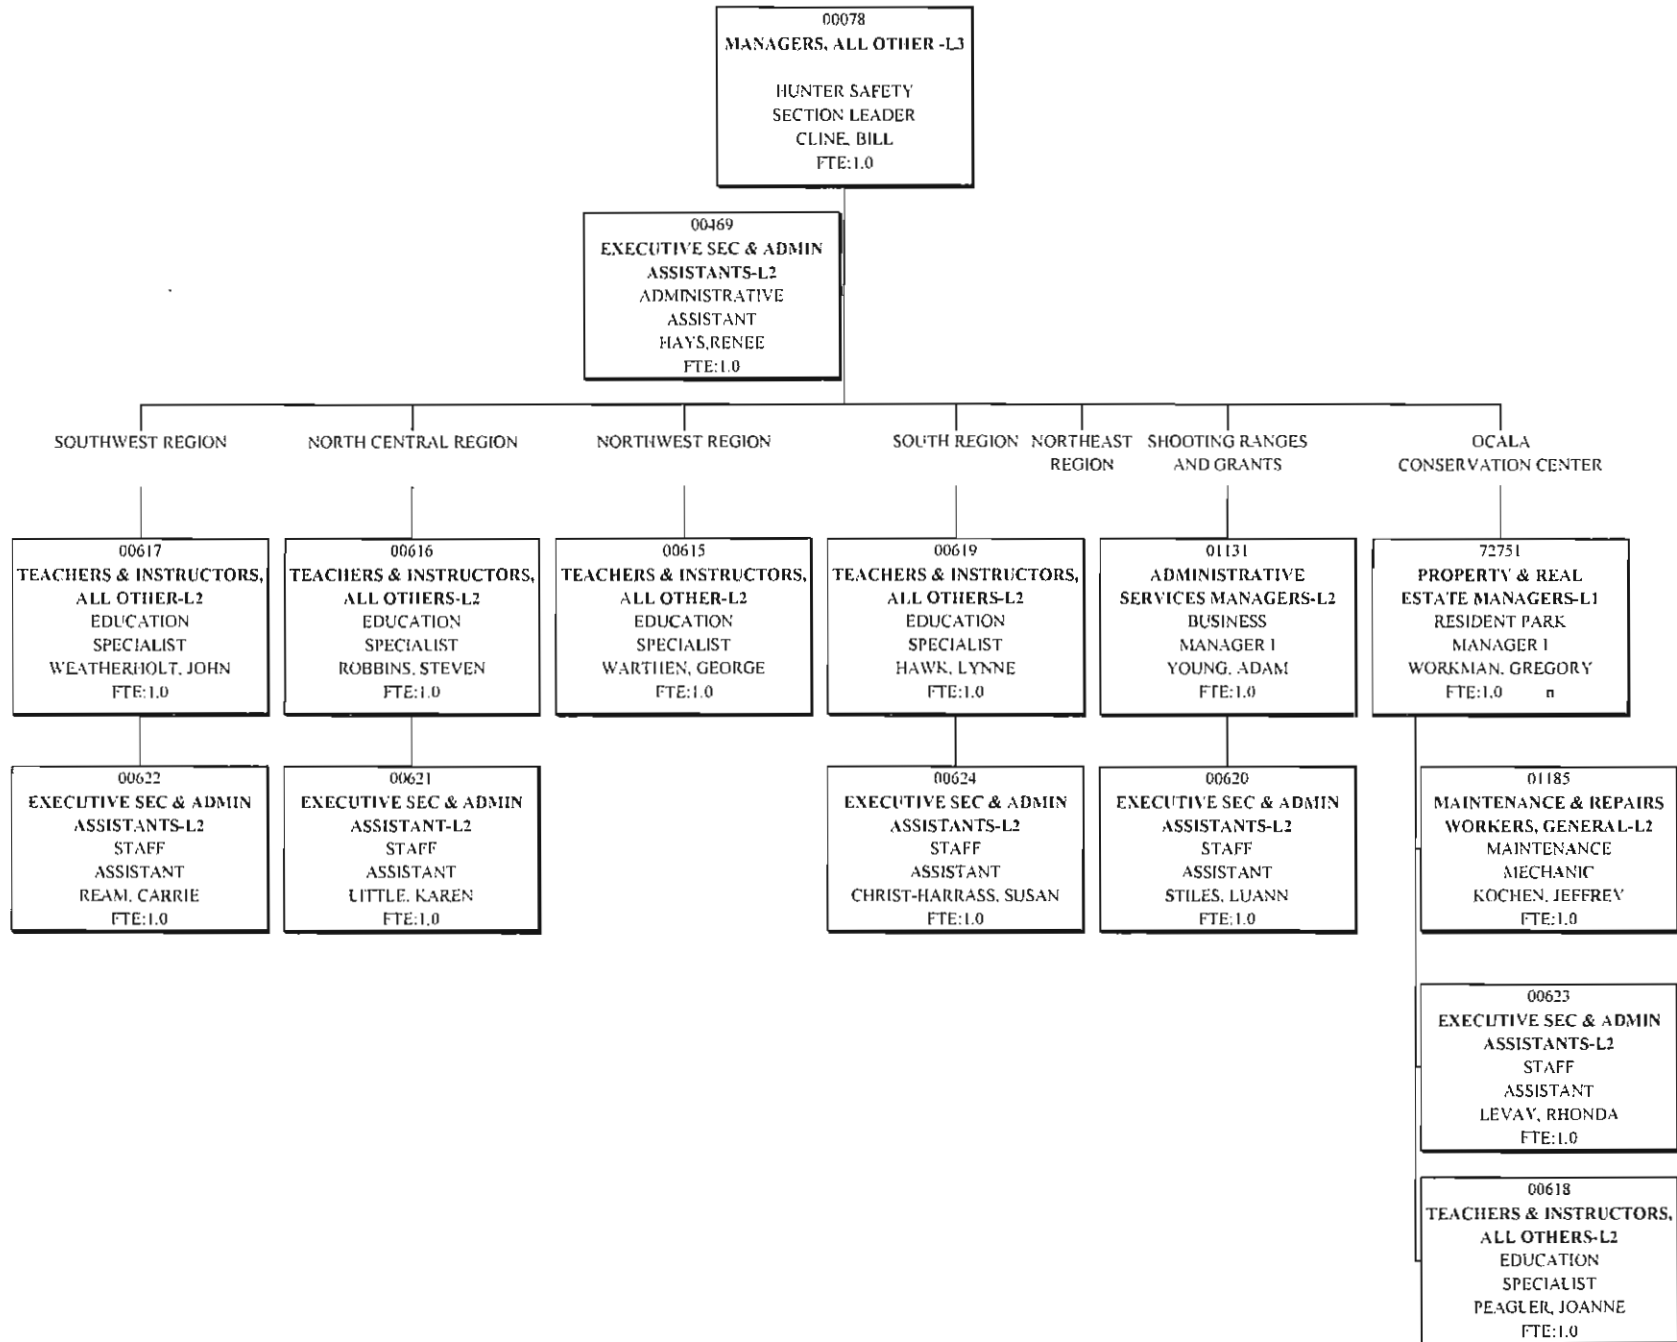 00078
MANAGERS, ALL OTHER -L3
HUNTER SAFETY
SECTION LEADER
CLINE, BILL
FTE:1.0
00469
EXECUTIVE SEC & ADMIN
ASSISTANTS-L2
ADMINISTRATIVE
ASSISTANT
HAYS,RENEE
FTE:1.0
SOUTHWEST REGION
NORTH CENTRAL REGION
NORTHWEST REGION
SOUTH REGION
NORTHEAST
REGION
SHOOTING RANGES
AND GRANTS
OCALA
CONSERVATION CENTER
00617
TEACHERS & INSTRUCTORS,
ALL OTHER-L2
EDUCATION
SPECIALIST
WEATHERHOLT, JOHN
FTE:1.0
00616
TEACHERS & INSTRUCTORS,
ALL OTHERS-L2
EDUCATION
SPECIALIST
ROBBINS, STEVEN
FTE:1.0
00615
TEACHERS & INSTRUCTORS,
ALL OTHER-L2
EDUCATION
SPECIALIST
WARTHEN, GEORGE
FTE:1.0
00619
TEACHERS & INSTRUCTORS,
ALL OTHERS-L2
EDUCATION
SPECIALIST
HAWK, LYNNE
FTE:1.0
01131
ADMINISTRATIVE
SERVICES MANAGERS-L2
BUSINESS
MANAGER I
YOUNG, ADAM
FTE:1.0
72751
PROPERTY & REAL
ESTATE MANAGERS-L1
RESIDENT PARK
MANAGER I
WORKMAN, GREGORY
FTE:1.0 n
00622
EXECUTIVE SEC & ADMIN
ASSISTANTS-L2
STAFF
ASSISTANT
REAM, CARRIE
FTE:1.0
00621
EXECUTIVE SEC & ADMIN
ASSISTANT-L2
STAFF
ASSISTANT
LITTLE, KAREN
FTE:1.0
00624
EXECUTIVE SEC & ADMIN
ASSISTANTS-L2
STAFF
ASSISTANT
CHRIST-HARRASS, SUSAN
FTE:1.0
00620
EXECUTIVE SEC & ADMIN
ASSISTANTS-L2
STAFF
ASSISTANT
STILES, LUANN
FTE:1.0
01185
MAINTENANCE & REPAIRS
WORKERS, GENERAL-L2
MAINTENANCE
MECHANIC
KOCHEN, JEFFREY
FTE:1.0
00623
EXECUTIVE SEC & ADMIN
ASSISTANTS-L2
STAFF
ASSISTANT
LEVAY, RHONDA
FTE:1.0
00618
TEACHERS & INSTRUCTORS,
ALL OTHERS-L2
EDUCATION
SPECIALIST
PEAGLER, JOANNE
FTE:1.0